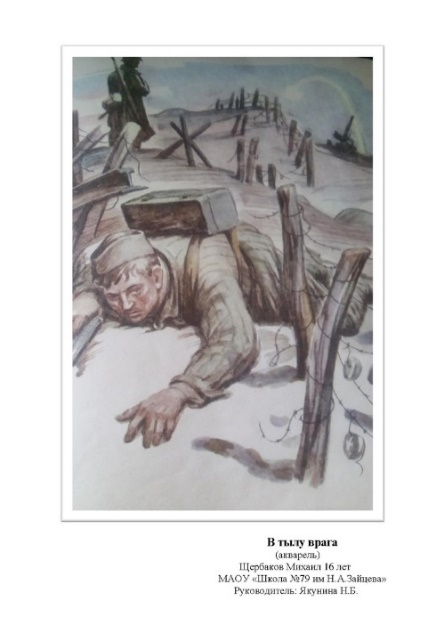 В тылу врага
(акварель)
Щербаков Михаил 16 лет
МАОУ «Школа №79 им Н.А.Зайцева»
Руководитель: Якунина Н.Б.